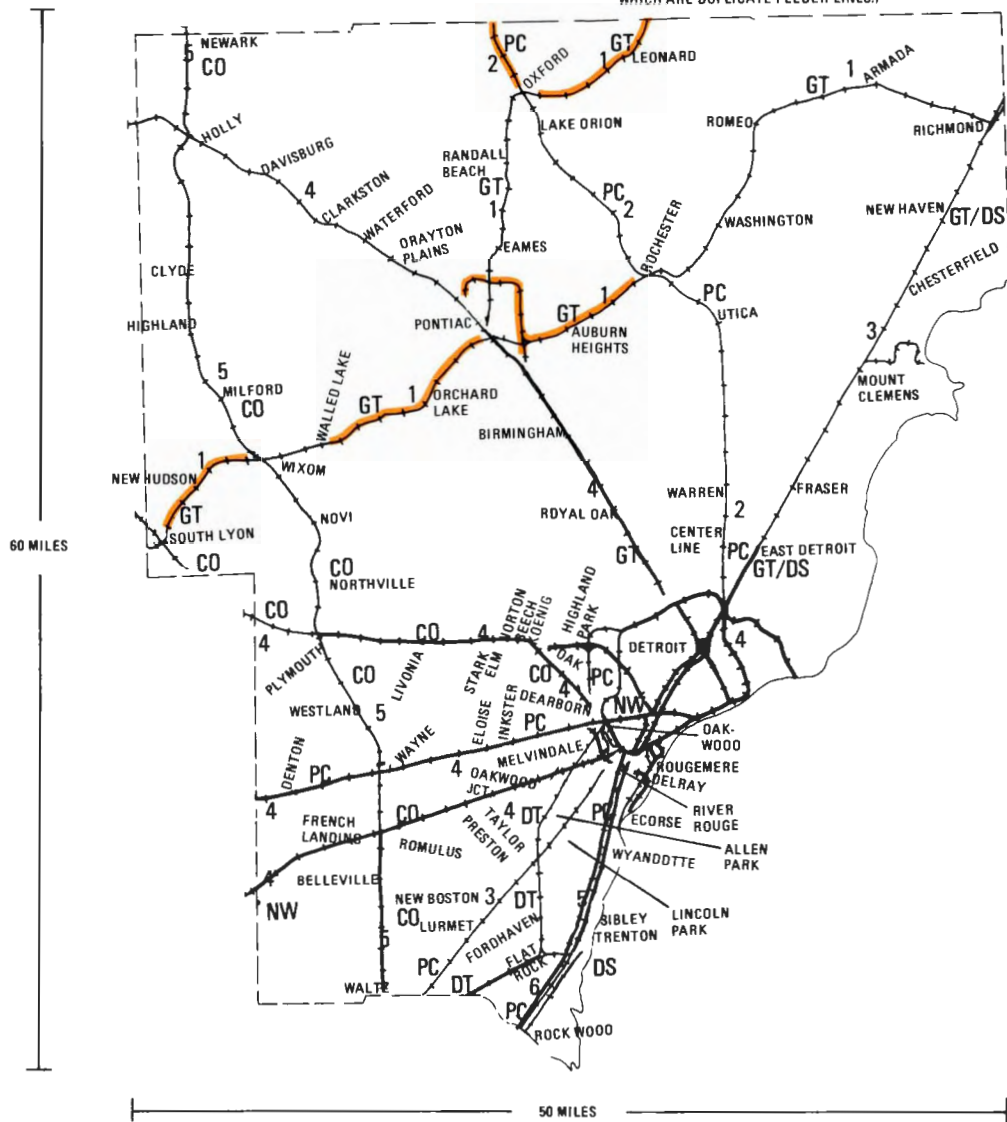 WHICH ARE DUPLICATE FEEDER LINES.)
NEWARK
5
CO
PC
2
OXFORD
GT
1
LEONARD
GT
1
ARMADA
HOLLY
DAVISBURG
4
CLARKSTON
WATERFORD
ORAYTON
PLAINS
LAKE ORION
RANDALL
BEACH
GT
1
PC
2
ROMEO
RICHMOND
WASHINGTON
NEW HAVEN
GT/DS
CHESTERFIELD
CLYDE
EAMES
ROCHESTER
PC
UTICA
HIGHLAND
PONTIAC
GT
1
AUBURN
HEIGHTS
3
MOUNT
CLEMENS
5
MILFORD
CO
WALLED LAKE
GT
1
ORCHARD
LAKE
BIRMINGHAM
NEW HUDSON
1
GT
WIXOM
4
ROYAL OAK
GT
WARREN
2
CENTER
LINE
FRASER
SOUTH LYON
CO
NOVI
CO
NORTHVILLE
PC
EAST DETROIT
GT/DS
60 MILES
CO
4
PLYMOUTH
CO
4
LIVONIA
STARK
ELM
NORTON
BEECH
KOENIG
HIGHLAND
PARK
OAK
DETROIT
4
CO
5
WESTLAND
CO
4
PC
DEARBORN
NW
OAK-
WOOD
DENTON
PC
4
WAYNE
ELOISE
INKSTER
PC
4
MELVINDALE
ROUGEMERE
DELRAY
OAKWOOD
JCT
4
RIVER
ROUGE
ECORSE
FRENCH
LANDING
CO
ROMULUS
TAYLOR
PRESTON
DT
PC
ALLEN
PARK
WYANDOTTE
4
BELLEVILLE
NW
NEW BOSTON
3
CO
LURMET
DT
5
SIBLEY
TRENTON
LINCOLN
PARK
5
FORDHAVEN
FLAT
ROCK
DS
WALTZ
PC
DT
6
PC
ROCKWOOD
50 MILES